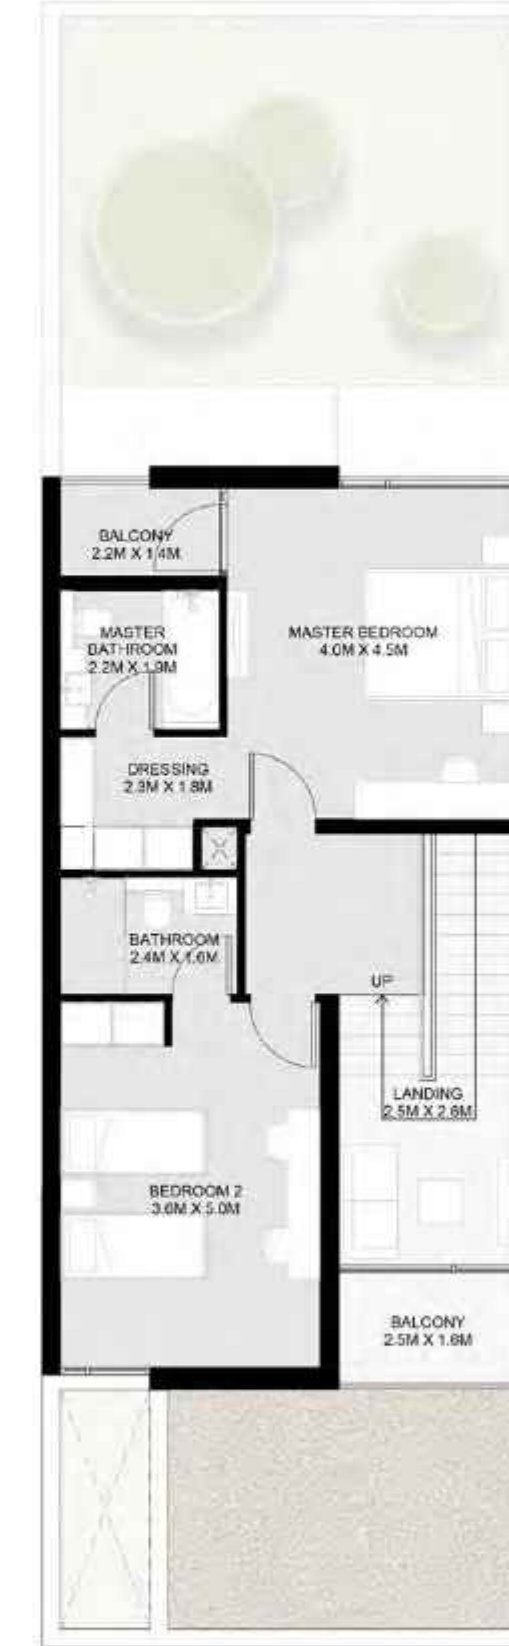 BALCONY
2.2M X 1.4M
MASTER
BATHROOM
2.2M X 1.9M
MASTER BEDROOM
4.0M X 4.5M
DRESSING
2.3M X 1.8M
BATHROOM
2.4M X 1.6M
UP
LANDING
2.5M X 2.6M
BEDROOM 2
3.6M X 5.0M
BALCONY
2.5M X 1.6M